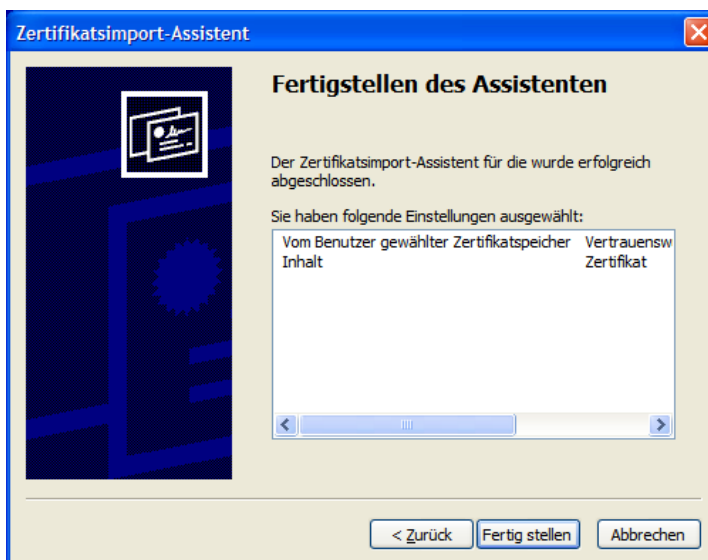 Zertifikatsimport-Assistent
Fertigstellen des Assistenten
Der Zertifikatsimport-Assistent für die wurde erfolgreich
abgeschlossen.
Sie haben folgende Einstellungen ausgewählt:
Vom Benutzer gewählter Zertifikatspeicher Vertrauensw
Inhalt Zertifikat
< Zurück Fertig stellen Abbrechen